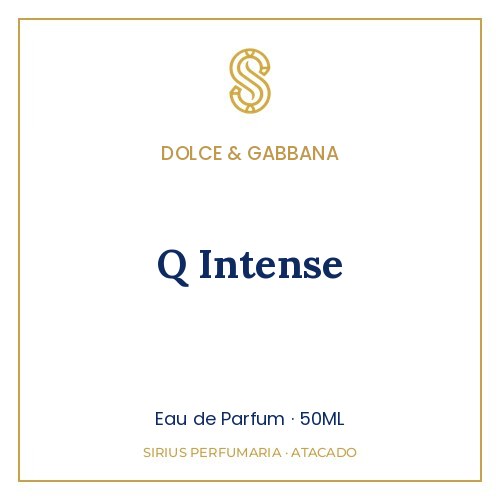 DOLCE & GABBANA
Q Intense
Eau de Parfum · 50ML
SIRIUS PERFUMARIA · ATACADO